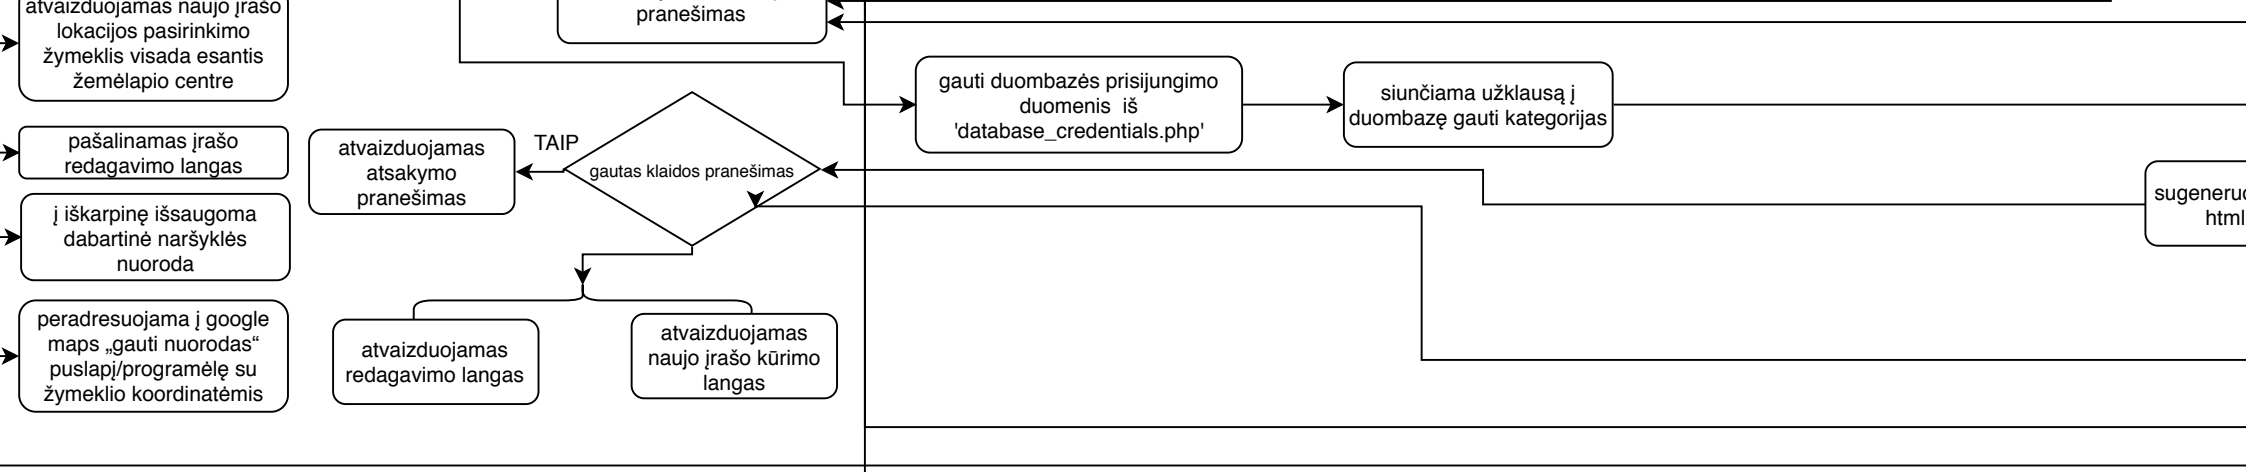 atvaizduojamas naujo įrašo
lokacijos pasirinkimo
žymeklis visada esantis
žemėlapio centre
pranešimas
gauti duombazės prisijungimo
duomenis iš
'database_credentials.php'
siunčiama užklausą į
duombazę gauti kategorijas
pašalinamas įrašo
redagavimo langas
atvaizduojamas
atsakymo
pranešimas
TAIP
gautas klaidos pranešimas
į iškarpinę išsaugoma
dabartinė naršyklės
nuoroda
peradresuojama į google
maps „gauti nuorodas“
puslapį/programėlę su
žymeklio koordinatėmis
atvaizduojamas
redagavimo langas
atvaizduojamas
naujo įrašo kūrimo
langas
html